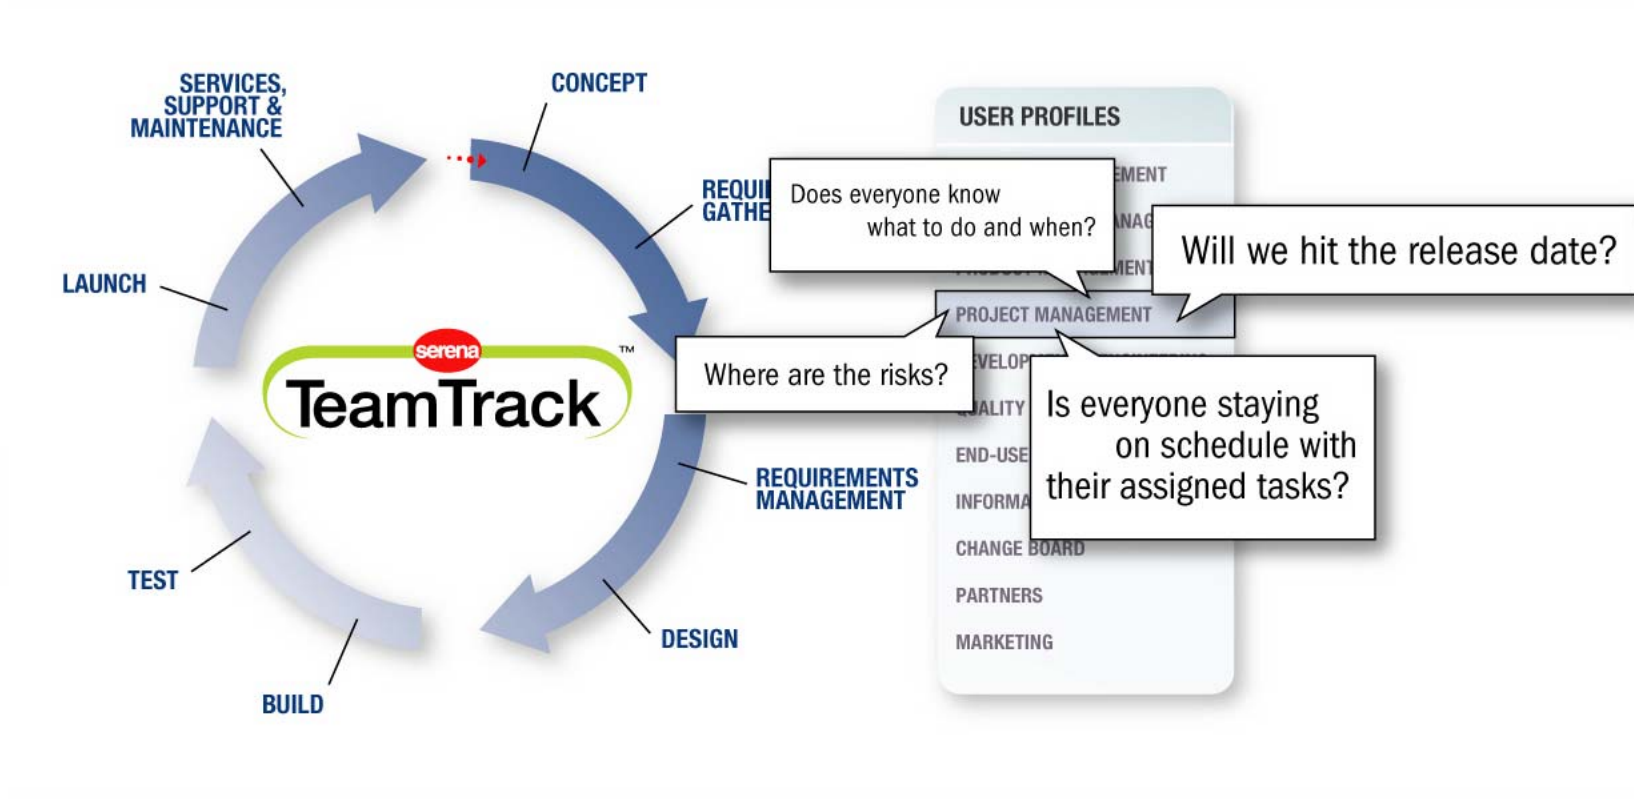 SERVICES,
SUPPORT &
MAINTENANCE
CONCEPT
LAUNCH
serena
TeamTrack
TM
REQUIREMENTS
MANAGEMENT
DESIGN
TEST
BUILD
USER PROFILES
PROJECT MANAGEMENT
QUALITY
CHANGE BOARD
PARTNERS
MARKETING
Does everyone know
what to do and when?
Will we hit the release date?
Where are the risks?
Is everyone staying
on schedule with
their assigned tasks?